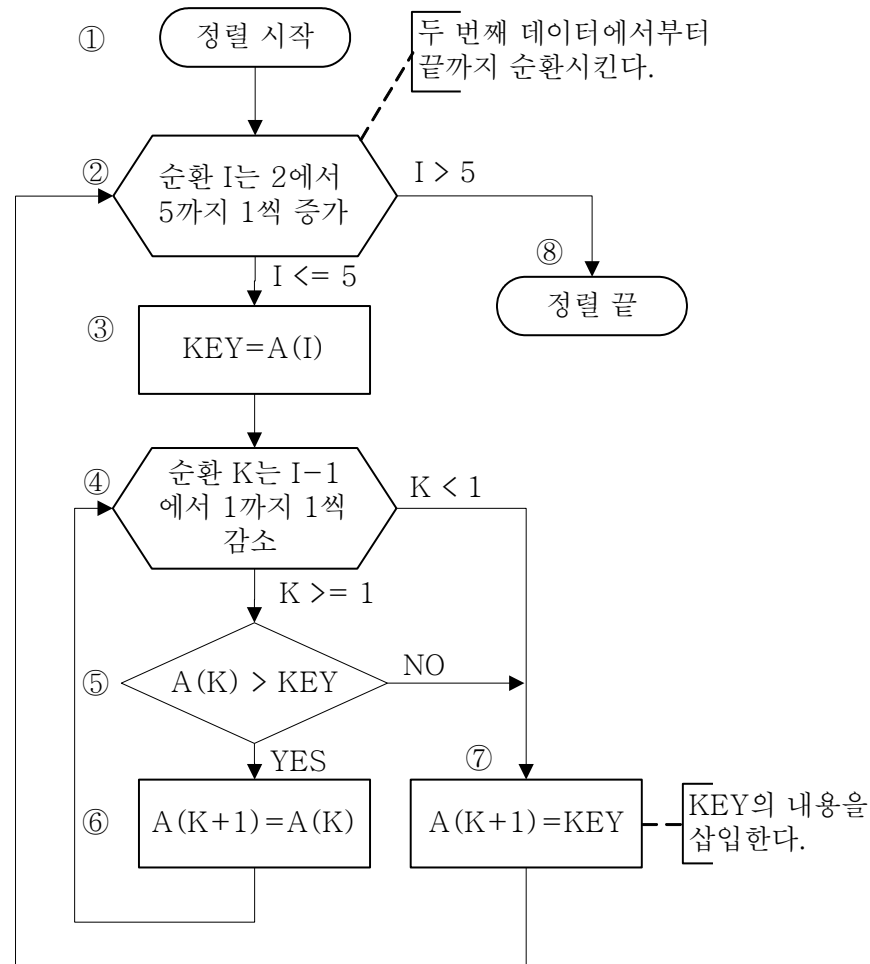 ① 정렬 시작
두 번째 데이터에서부터
끝까지 순환시킨다.
②
순환 I는 2에서
5까지 1씩 증가
I > 5
I <= 5
⑧
정렬 끝
③
KEY=A(I)
④
순환 K는 I-1
에서 1까지 1씩
감소
K < 1
K >= 1
⑤
A(K) > KEY
NO
YES
⑥
A(K+1)=A(K)
⑦
A(K+1)=KEY
KEY의 내용을
삽입한다.